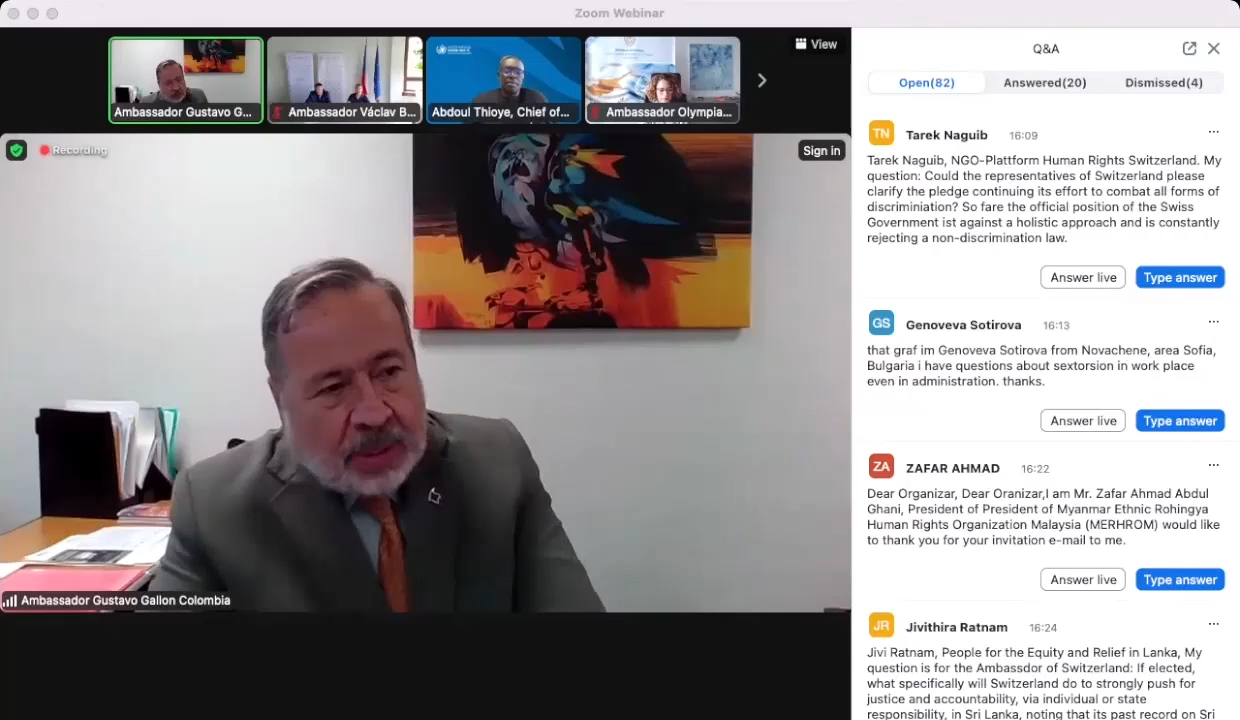 Zoom Webinar
View
Ambassador Gustavo G...
Ambassador Václav B...
Abdoul Thioye, Chief of...
Ambassador Olympia...
Recording
Sign in
Ambassador Gustavo Gallon Colombia
Q&A
Open(82)
Answered(20)
Dismissed(4)
TN
Tarek Naguib
16:09
...
Tarek Naguib, NGO-Plattform Human Rights Switzerland. My
question: Could the representatives of Switzerland please
clarify the pledge continuing its effort to combat all forms of
discriminiation? So fare the official position of the Swiss
Government ist against a holistic approach and is constantly
rejecting a non-discrimination law.
Answer live
Type answer
GS
Genoveva Sotirova
16:13
...
that graf im Genoveva Sotirova from Novachene, area Sofia,
Bulgaria i have questions about sextorsion in work place
even in administration. thanks.
Answer live
Type answer
ZA
ZAFAR AHMAD
16:22
...
Dear Organizar, Dear Oranizar,I am Mr. Zafar Ahmad Abdul
Ghani, President of President of Myanmar Ethnic Rohingya
Human Rights Organization Malaysia (MERHROM) would like
to thank you for your invitation e-mail to me.
Answer live
Type answer
JR
Jivithira Ratnam
16:24
...
Jivi Ratnam, People for the Equity and Relief in Lanka, My
question is for the Ambassdor of Switzerland: If elected,
what specifically will Switzerland do to strongly push for
justice and accountability, via individual or state
responsibility, in Sri Lanka, noting that its past record on Sri